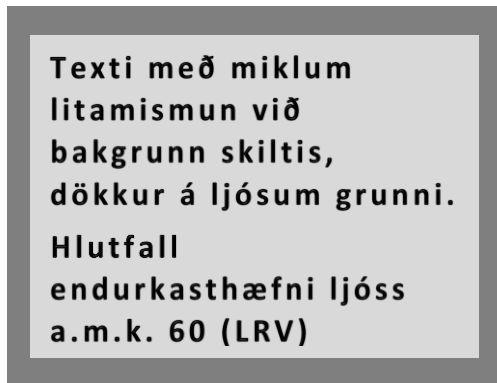 Texti með miklum
litamismun við
bakgrunn skiltis,
dökkur á ljósum grunni.
Hlutfall
endurkasthæfni ljóss
a.m.k. 60 (LRV)